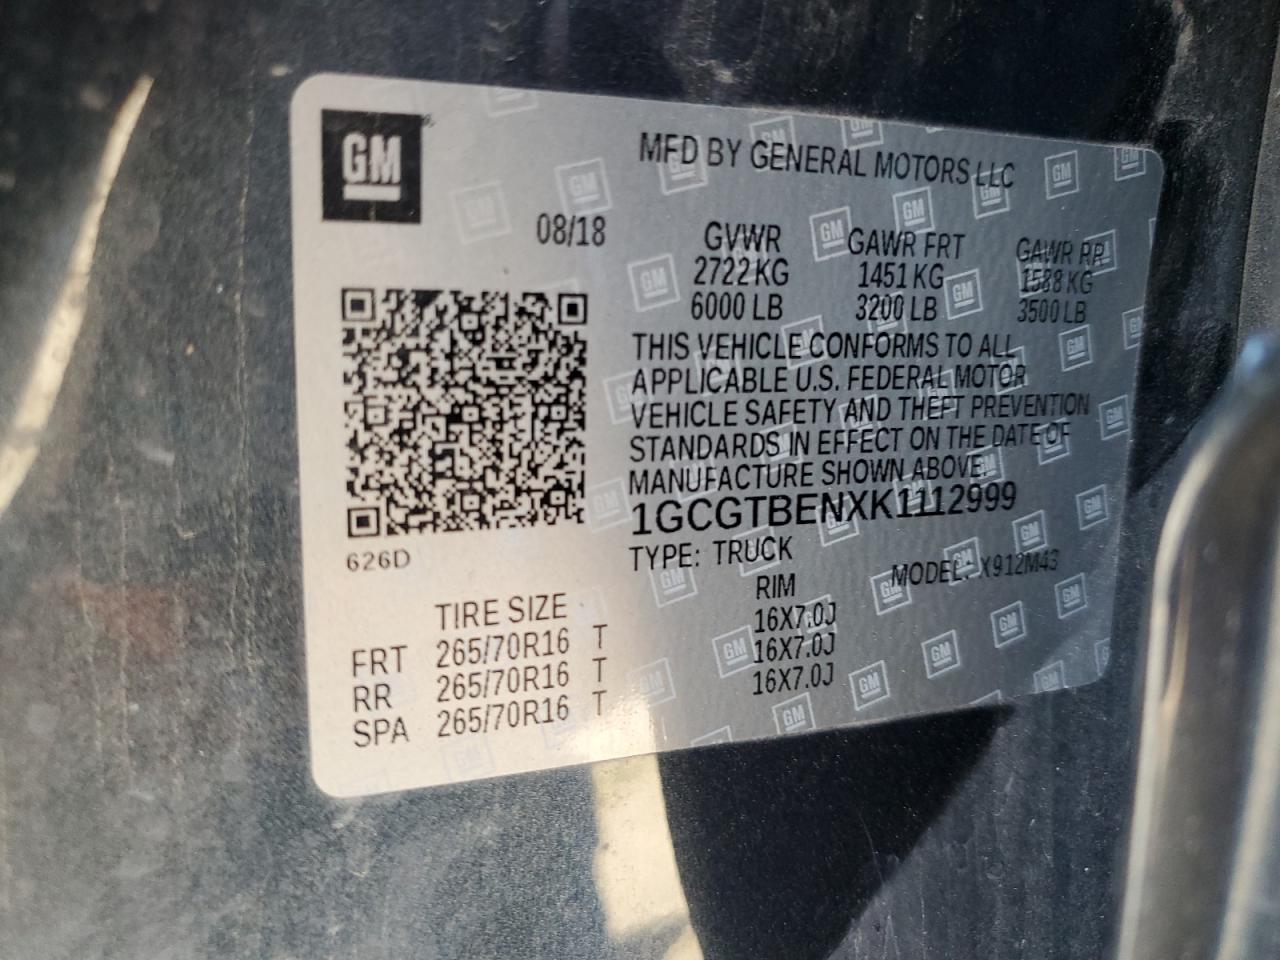 GM
MFD BY GENERAL MOTORS LLC
08/18
GVWR GAWR FRT GAWR RR
2722 KG 1451 KG 1588 KG
6000 LB 3200 LB 3500 LB
THIS VEHICLE CONFORMS TO ALL
APPLICABLE U.S. FEDERAL MOTOR
VEHICLE SAFETY AND THEFT PREVENTION
STANDARDS IN EFFECT ON THE DATE OF
MANUFACTURE SHOWN ABOVE.
1GCGTBENXK1112999
626D
TYPE: TRUCK MODEL: X912M43
TIRE SIZE RIM
FRT 265/70R16 T 16X7.0J
RR 265/70R16 T 16X7.0J
SPA 265/70R16 T 16X7.0J